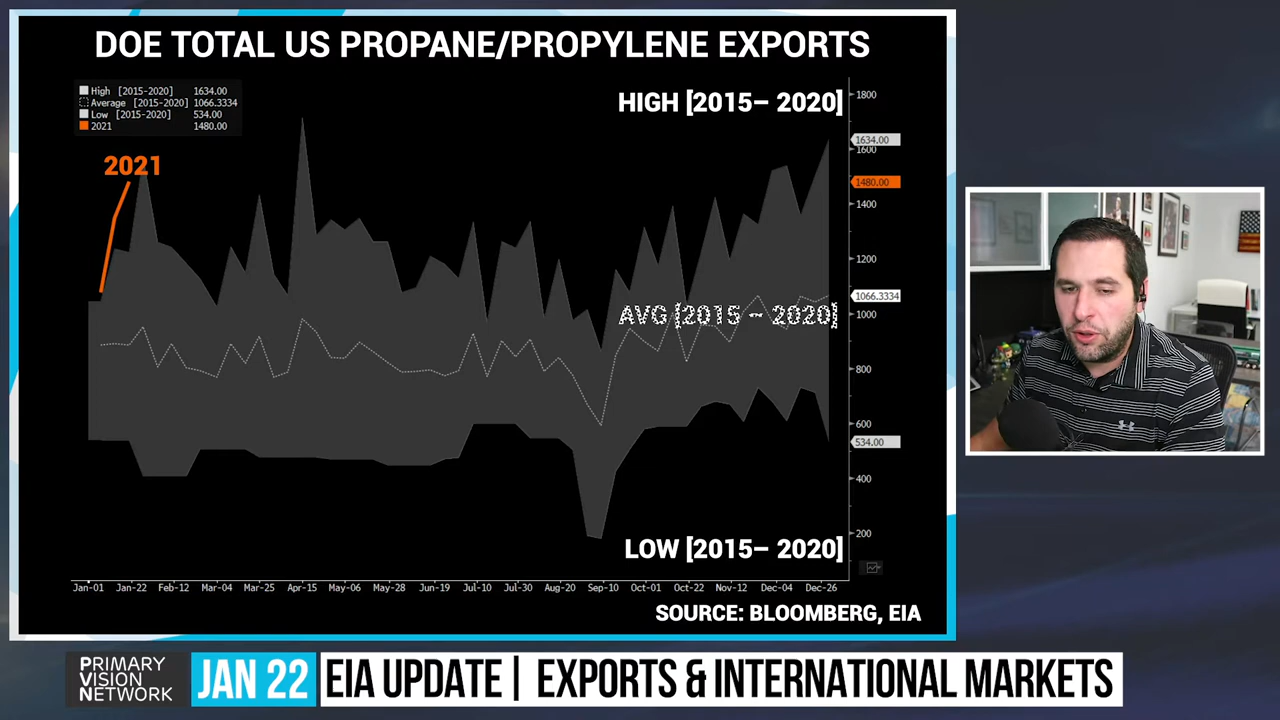 DOE TOTAL US PROPANE/PROPYLENE EXPORTS
High [2015-2020] 1634.00
Average [2015-2020] 1066.3334
Low [2015-2020] 534.00
2021 1480.00
HIGH [2015– 2020]
2021
1800
1634.00
1600
1480.00
1400
1200
1066.3334
1000
AVG [2015 – 2020]
800
600
534.00
400
200
LOW [2015– 2020]
Jan-01 Jan-22 Feb-12 Mar-04 Mar-25 Apr-15 May-06 May-28 Jun-19 Jul-10 Jul-30 Aug-20 Sep-10 Oct-01 Oct-22 Nov-12 Dec-04 Dec-26
SOURCE: BLOOMBERG, EIA
PRIMARY
VISION
NETWORK
JAN 22
EIA UPDATE | EXPORTS & INTERNATIONAL MARKETS